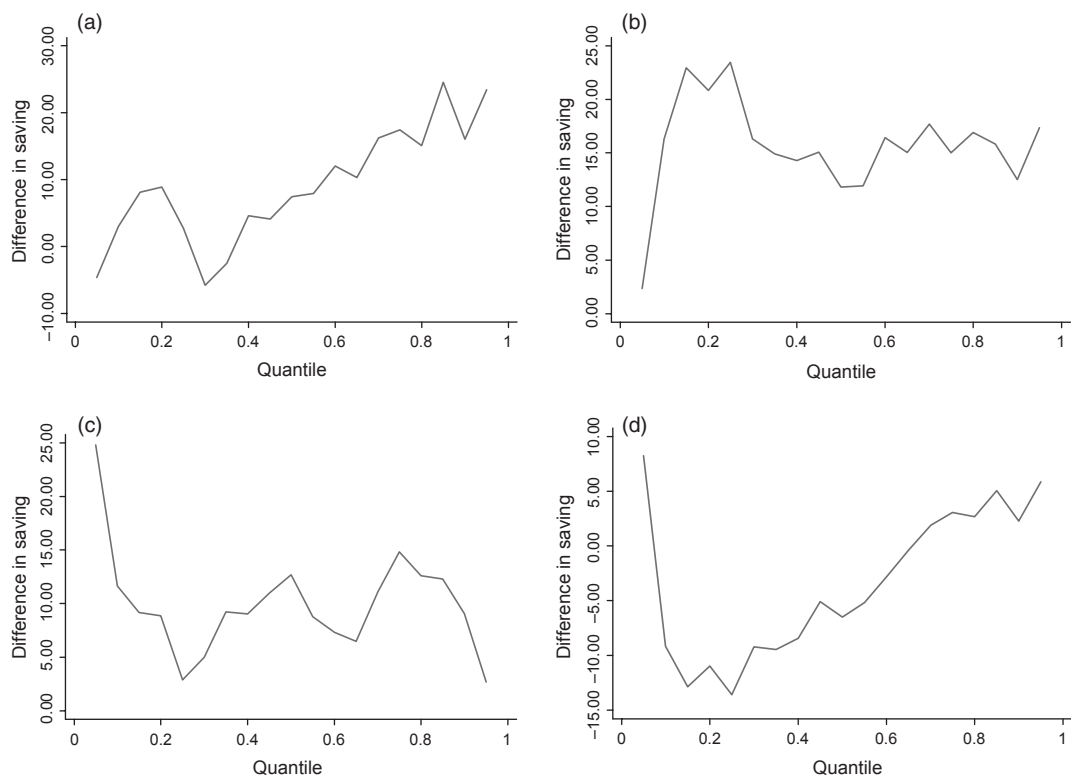 (a)
Difference in saving
30.00
20.00
10.00
0.00
−10.00
0 0.2 0.4 0.6 0.8 1
Quantile
(b)
Difference in saving
25.00
20.00
15.00
10.00
5.00
0.00
0 0.2 0.4 0.6 0.8 1
Quantile
(c)
Difference in saving
25.00
20.00
15.00
10.00
5.00
0.00
0 0.2 0.4 0.6 0.8 1
Quantile
(d)
Difference in saving
10.00
5.00
0.00
−5.00
−10.00
−15.00
0 0.2 0.4 0.6 0.8 1
Quantile